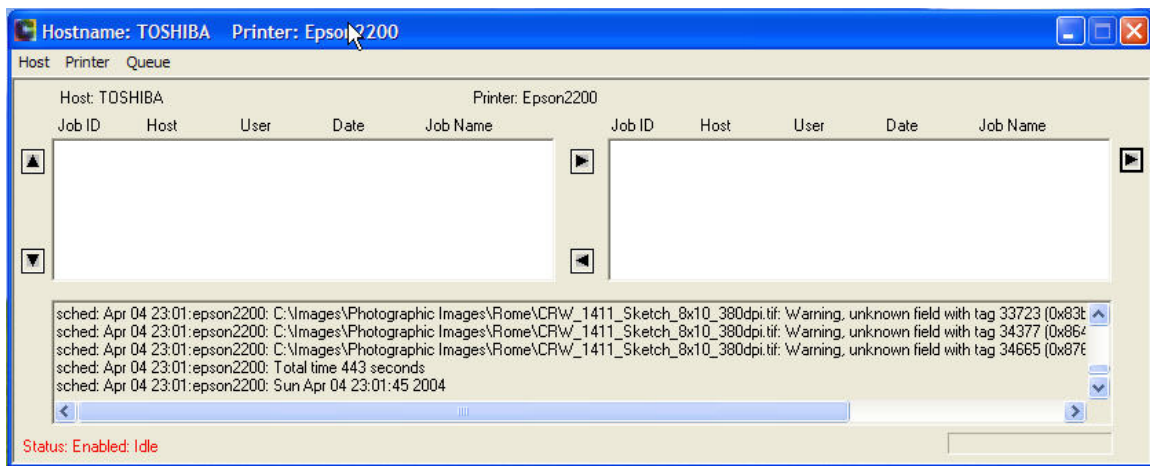 Hostname: TOSHIBA Printer: Epson2200
Host Printer Queue
Host: TOSHIBA Printer: Epson2200
Job ID Host User Date Job Name Job ID Host User Date Job Name
sched: Apr 04 23:01:epson2200: C:\Images\Photographic Images\Rome\CRW_1411_Sketch_8x10_380dpi.tif: Warning, unknown field with tag 33723 (0x83b
sched: Apr 04 23:01:epson2200: C:\Images\Photographic Images\Rome\CRW_1411_Sketch_8x10_380dpi.tif: Warning, unknown field with tag 34377 (0x864
sched: Apr 04 23:01:epson2200: C:\Images\Photographic Images\Rome\CRW_1411_Sketch_8x10_380dpi.tif: Warning, unknown field with tag 34665 (0x876
sched: Apr 04 23:01:epson2200: Total time 443 seconds
sched: Apr 04 23:01:epson2200: Sun Apr 04 23:01:45 2004
Status: Enabled: Idle